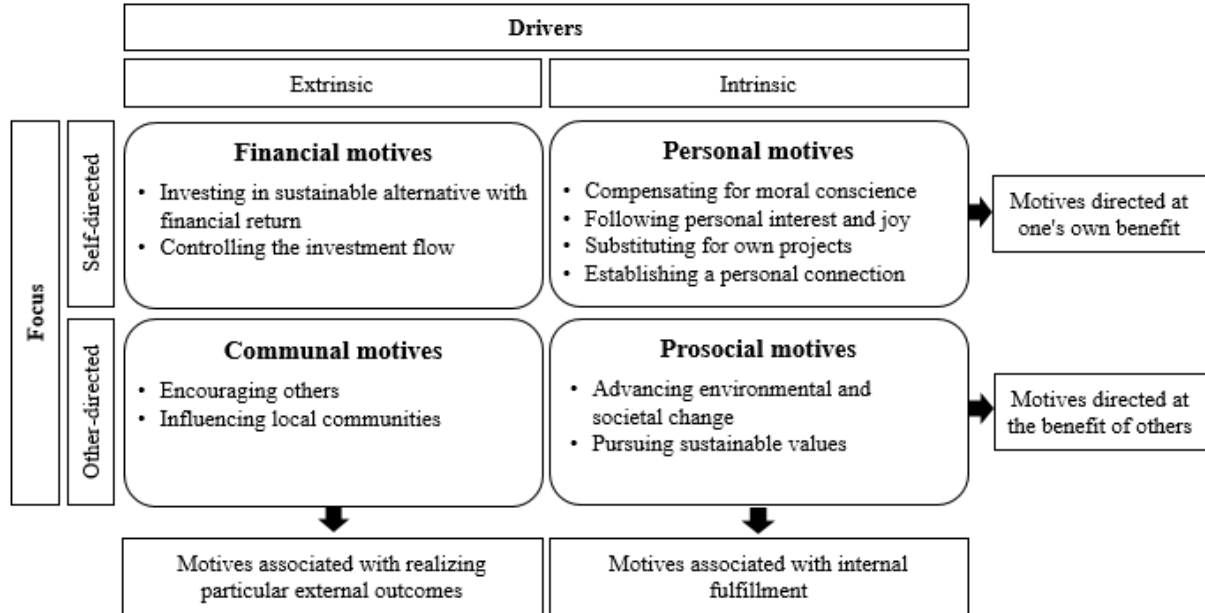 Drivers
Extrinsic
Intrinsic
Focus
Self-directed
Financial motives
• Investing in sustainable alternative with
financial return
• Controlling the investment flow
Personal motives
• Compensating for moral conscience
• Following personal interest and joy
• Substituting for own projects
• Establishing a personal connection
Motives directed at
one's own benefit
Other-directed
Communal motives
• Encouraging others
• Influencing local communities
Prosocial motives
• Advancing environmental and
societal change
• Pursuing sustainable values
Motives directed at
the benefit of others
Motives associated with realizing
particular external outcomes
Motives associated with internal
fulfillment